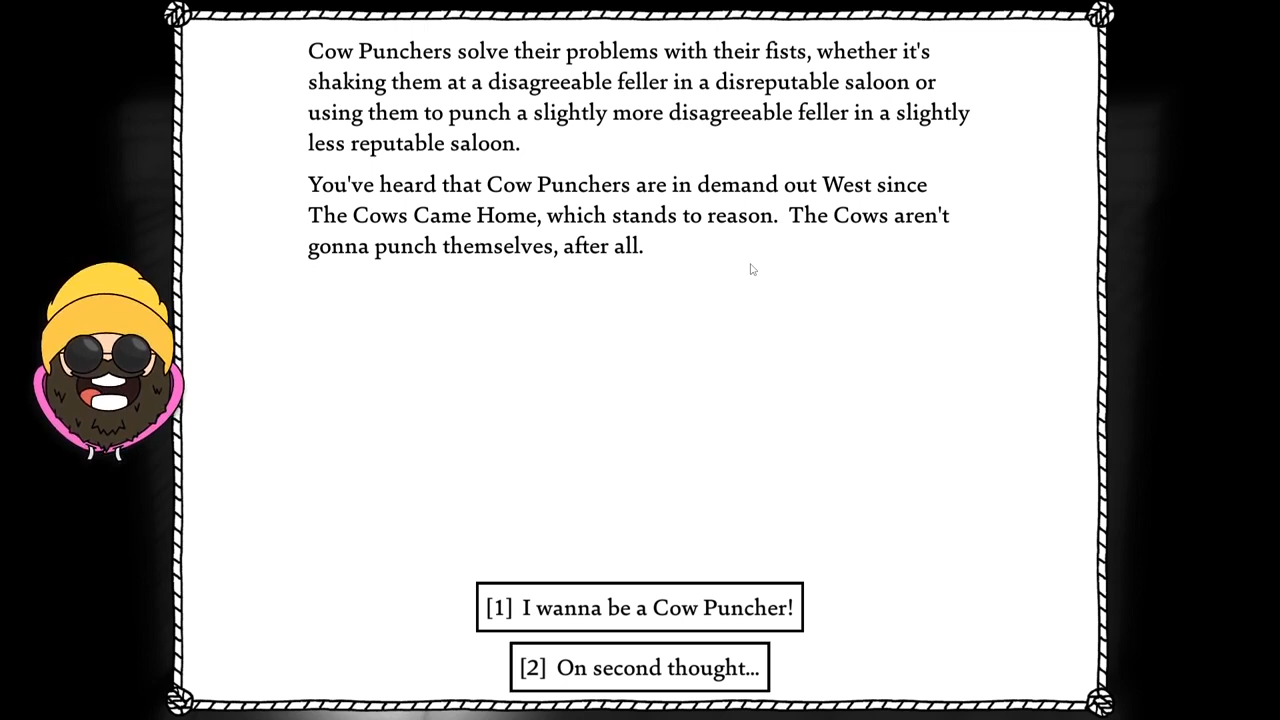 Cow Punchers solve their problems with their fists, whether it's
shaking them at a disagreeable feller in a disreputable saloon or
using them to punch a slightly more disagreeable feller in a slightly
less reputable saloon.
You've heard that Cow Punchers are in demand out West since
The Cows Came Home, which stands to reason.  The Cows aren't
gonna punch themselves, after all.
[1]  I wanna be a Cow Puncher!
[2]  On second thought...